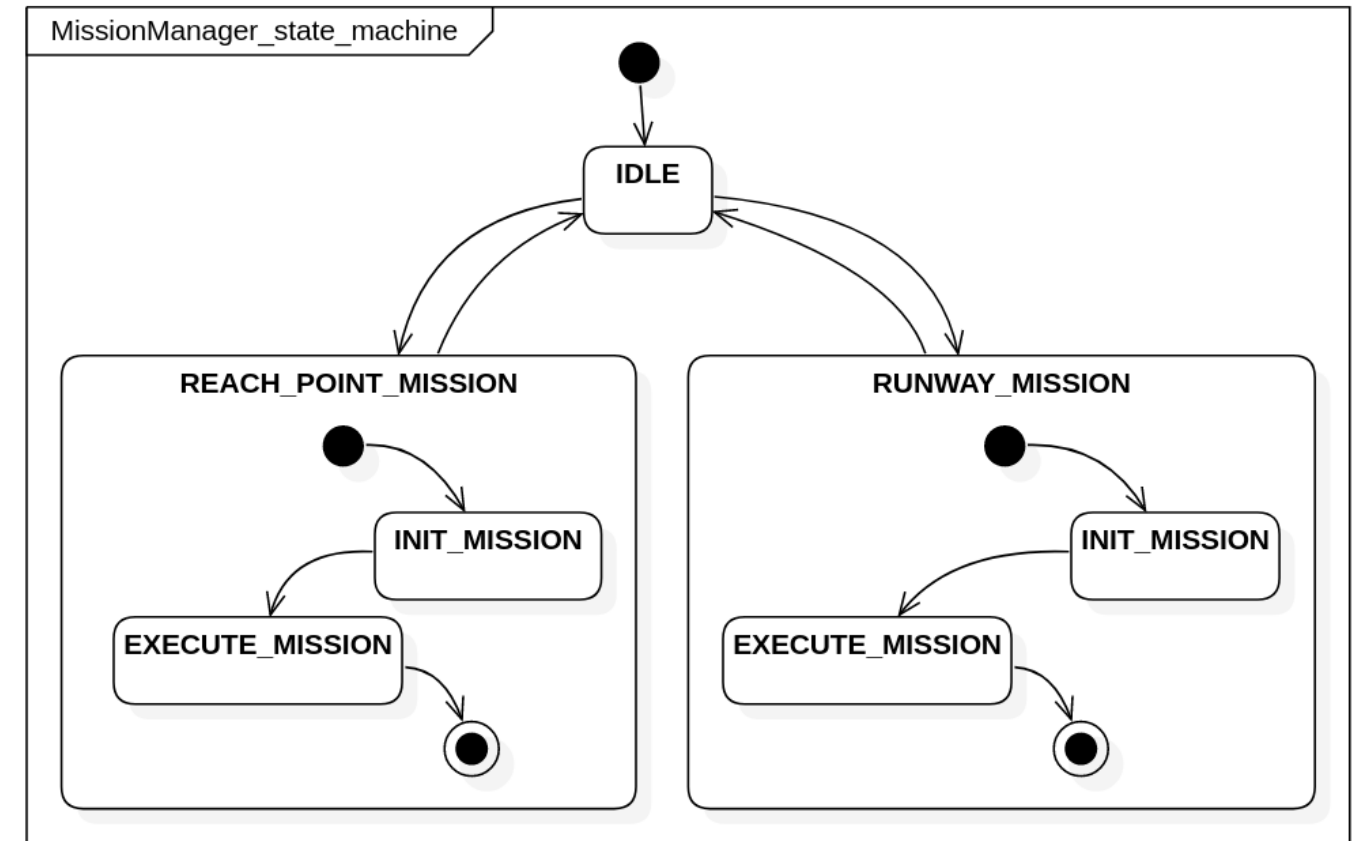 MissionManager_state_machine
IDLE
REACH_POINT_MISSION
RUNWAY_MISSION
INIT_MISSION
INIT_MISSION
EXECUTE_MISSION
EXECUTE_MISSION